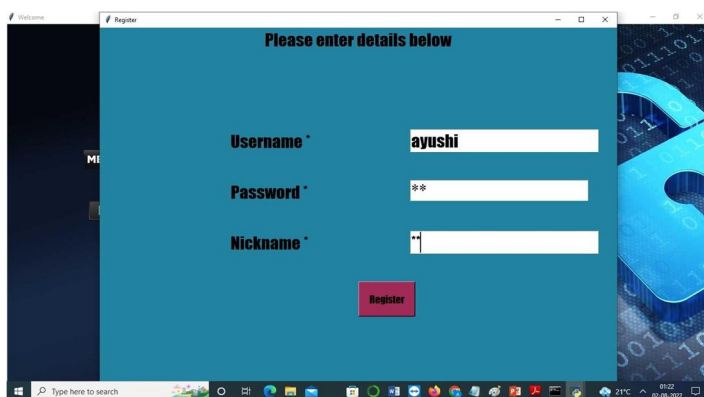 Welcome
Register
Please enter details below
Username * ayushi
Password * **
Nickname * **
Register
Type here to search
21°C
01:22
02-08-2022